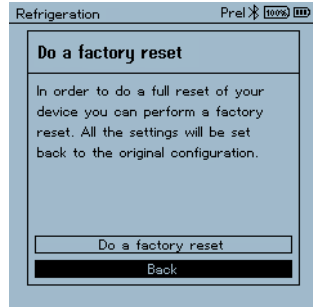 Refrigeration Prel 100%
Do a factory reset
In order to do a full reset of your
device you can perform a factory
reset. All the settings will be set
back to the original configuration.
Do a factory reset
Back